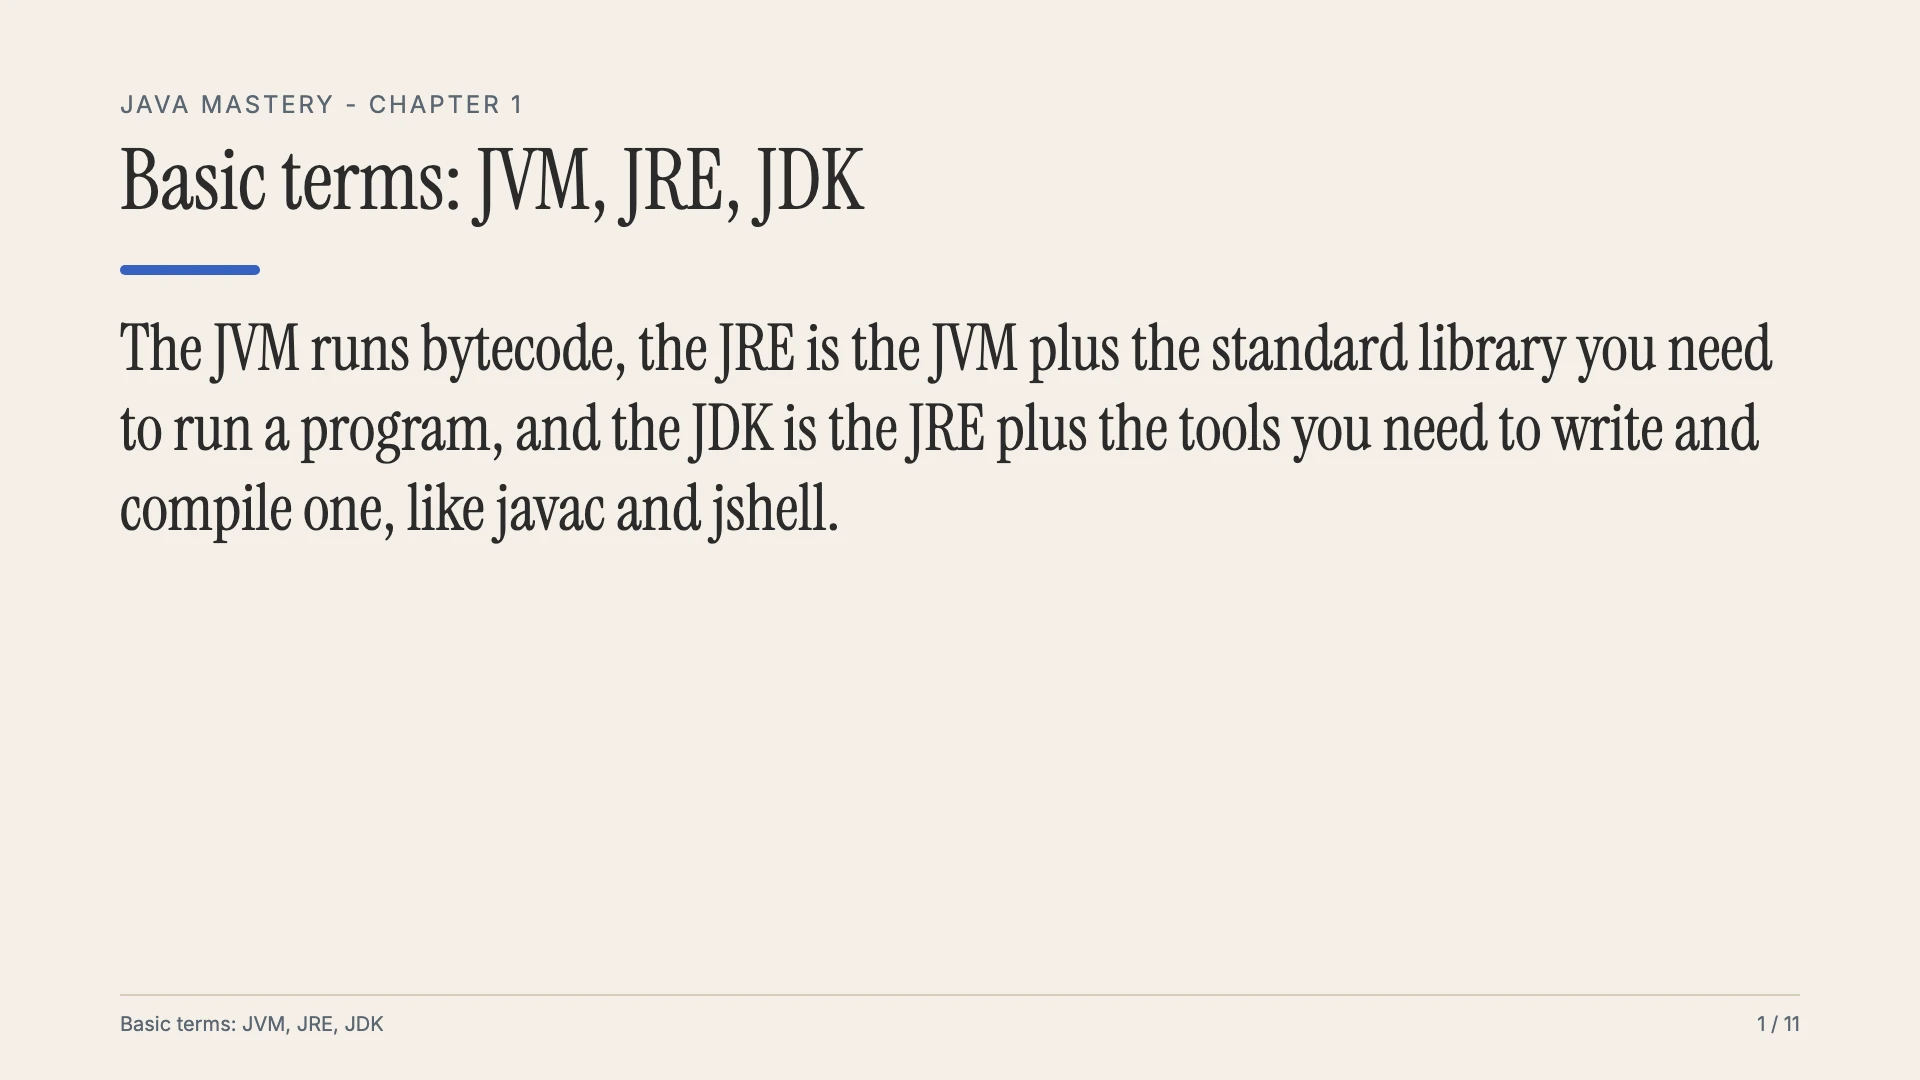 JAVA MASTERY - CHAPTER 1
Basic terms: JVM, JRE, JDK
The JVM runs bytecode, the JRE is the JVM plus the standard library you need
to run a program, and the JDK is the JRE plus the tools you need to write and
compile one, like javac and jshell.
Basic terms: JVM, JRE, JDK
1 / 11